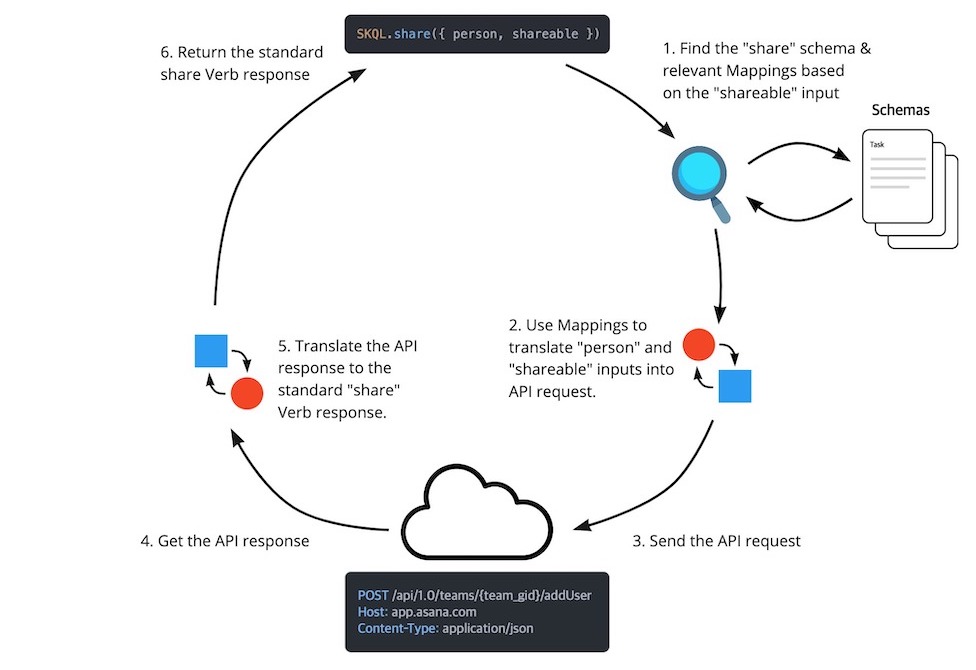 SKQL.share({ person, shareable })
1. Find the "share" schema &
relevant Mappings based
on the "shareable" input
Schemas
Task
2. Use Mappings to
translate "person" and
"shareable" inputs into
API request.
3. Send the API request
POST /api/1.0/teams/{team_gid}/addUser
Host: app.asana.com
Content-Type: application/json
4. Get the API response
5. Translate the API
response to the
standard "share"
Verb response.
6. Return the standard
share Verb response